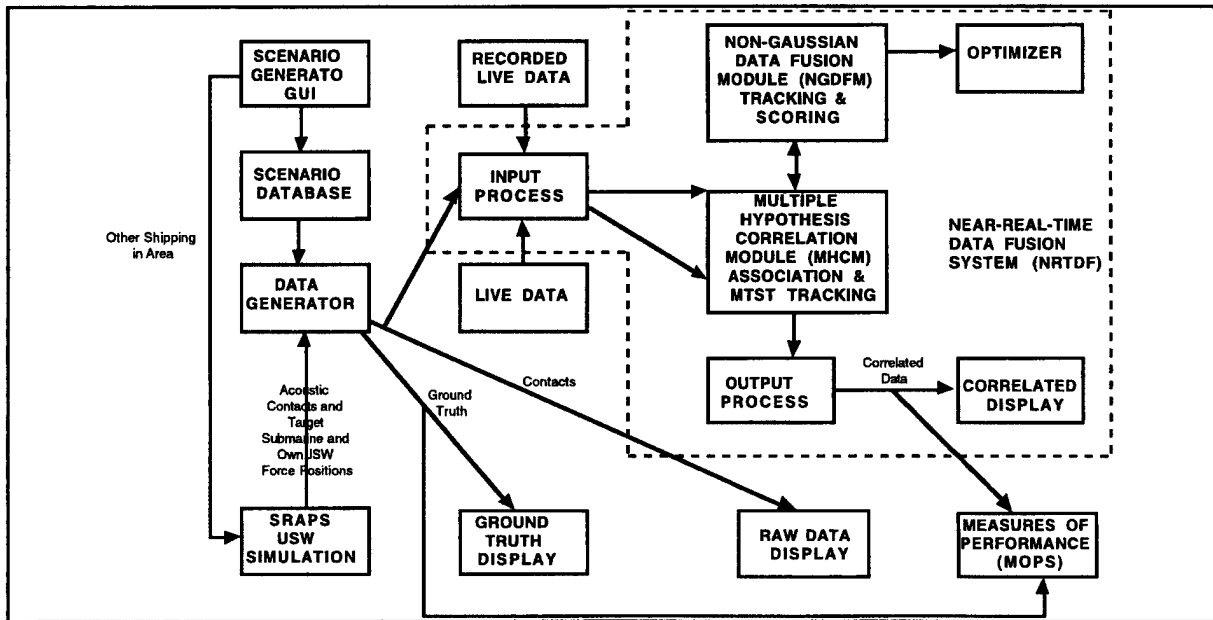 SCENARIO
GENERATO
GUI
RECORDED
LIVE DATA
NON-GAUSSIAN
DATA FUSION
MODULE (NGDFM)
TRACKING &
SCORING
OPTIMIZER
SCENARIO
DATABASE
INPUT
PROCESS
MULTIPLE
HYPOTHESIS
CORRELATION
MODULE (MHCM)
ASSOCIATION &
MTST TRACKING
NEAR-REAL-TIME
DATA FUSION
SYSTEM (NRTDF)
Other Shipping
in Area
DATA
GENERATOR
LIVE DATA
Acoustic
Contacts and
Target
Submarine and
Own USW
Force Positions
Ground
Truth
Contacts
OUTPUT
PROCESS
Correlated
Data
CORRELATED
DISPLAY
SRAPS
USW
SIMULATION
GROUND
TRUTH
DISPLAY
RAW DATA
DISPLAY
MEASURES OF
PERFORMANCE
(MOPS)